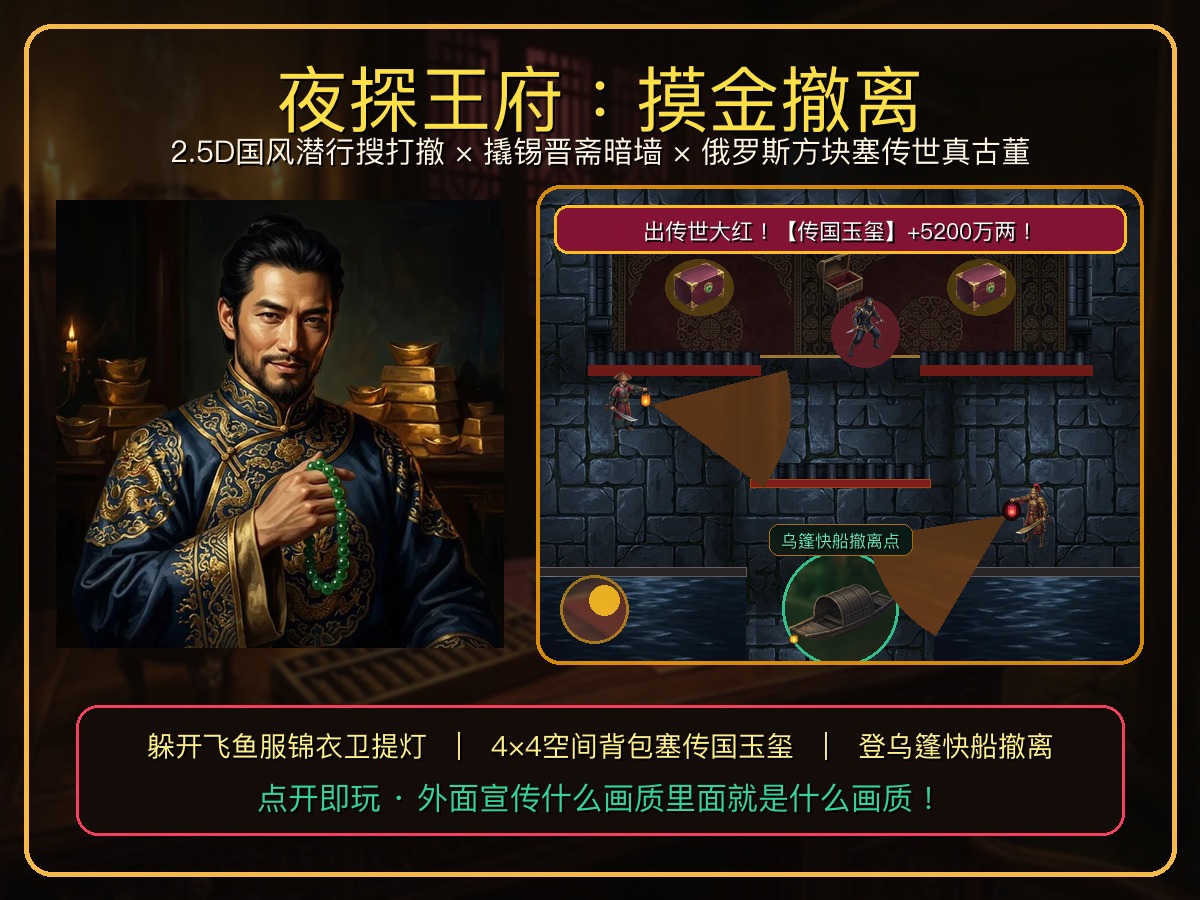 夜探王府：摸金撤离
2.5D国风潜行搜打撤 × 撬锡晋斋暗墙 × 俄罗斯方块塞传世真古董
出传世大红！【传国玉玺】+5200万两！
乌篷快船撤离点
躲开飞鱼服锦衣卫提灯 ｜ 4×4空间背包塞传国玉玺 ｜ 登乌篷快船撤离
点开即玩 · 外面宣传什么画质里面就是什么画质！